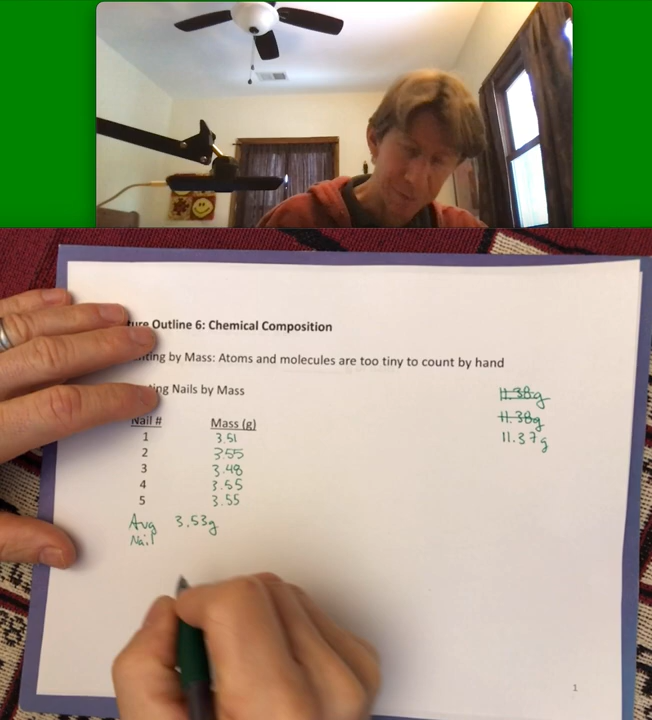 ture Outline 6: Chemical Composition
nting by Mass: Atoms and molecules are too tiny to count by hand
ting Nails by Mass
11.38g
11.38g
11.37g
Nail # Mass (g)
1 3.51
2 3.55
3 3.48
4 3.55
5 3.55
Avg 3.53g
Nail
1